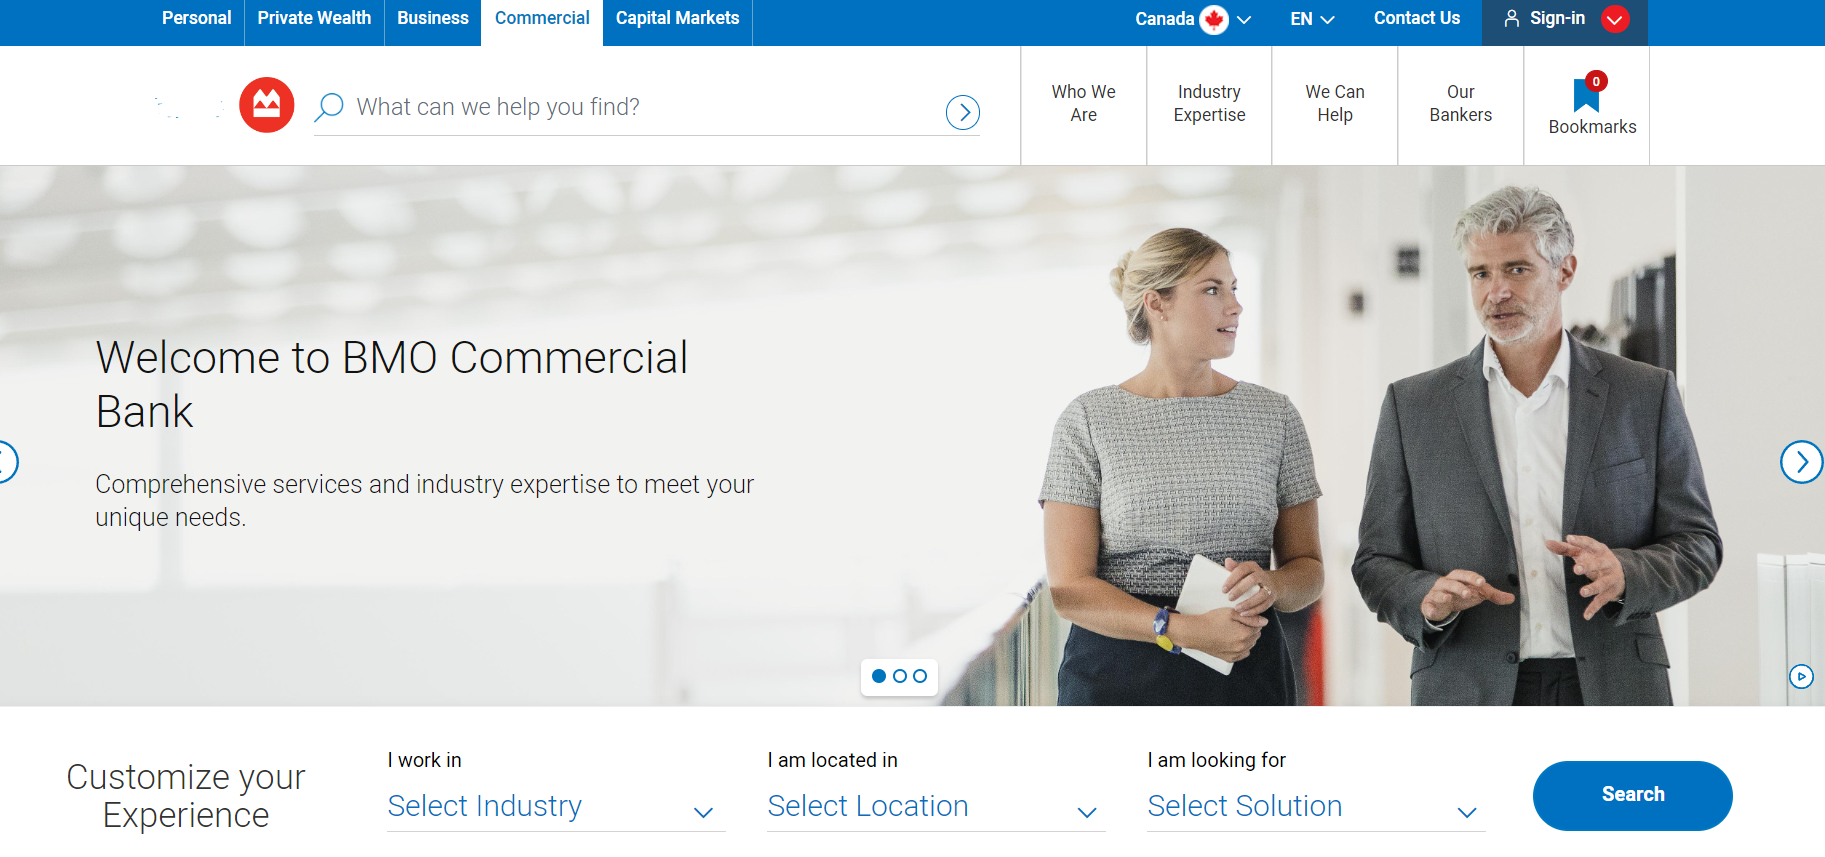 Personal
Private Wealth
Business
Commercial
Capital Markets
Canada
EN
Contact Us
Sign-in
What can we help you find?
Who We
Are
Industry
Expertise
We Can
Help
Our
Bankers
0
Bookmarks
Welcome to BMO Commercial
Bank
Comprehensive services and industry expertise to meet your
unique needs.
Customize your
Experience
I work in
Select Industry
I am located in
Select Location
I am looking for
Select Solution
Search